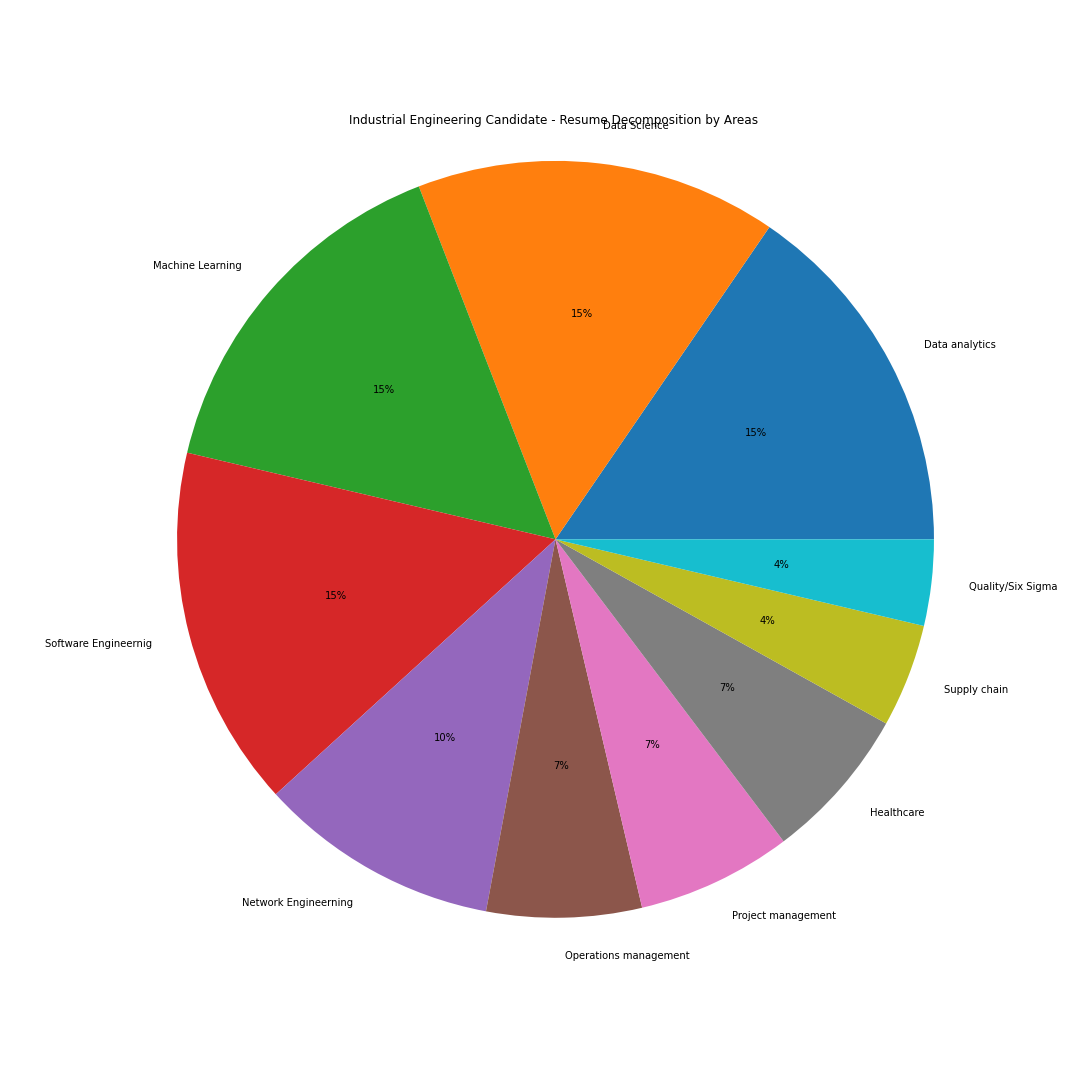 Industrial Engineering Candidate - Resume Decomposition by Areas
Data Science
Machine Learning
15%
Data analytics
15%
15%
15%
Software Engineernig
Quality/Six Sigma
4%
Supply chain
4%
Healthcare
7%
Project management
7%
Operations management
7%
Network Engineerning
10%